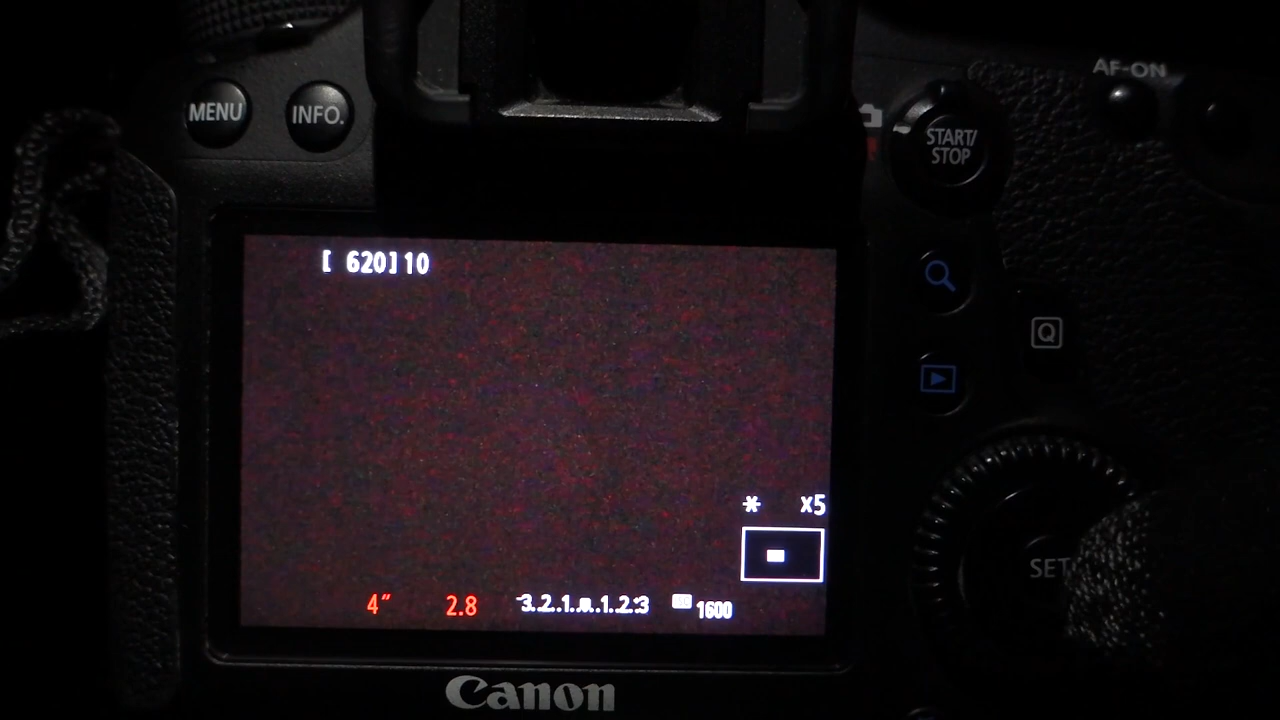 AF-ON
MENU
INFO.
START/
STOP
[ 620]10
Q
* x5
SET
4" 2.8 -3..2..1..0..1..2..3 ISO 1600
Canon